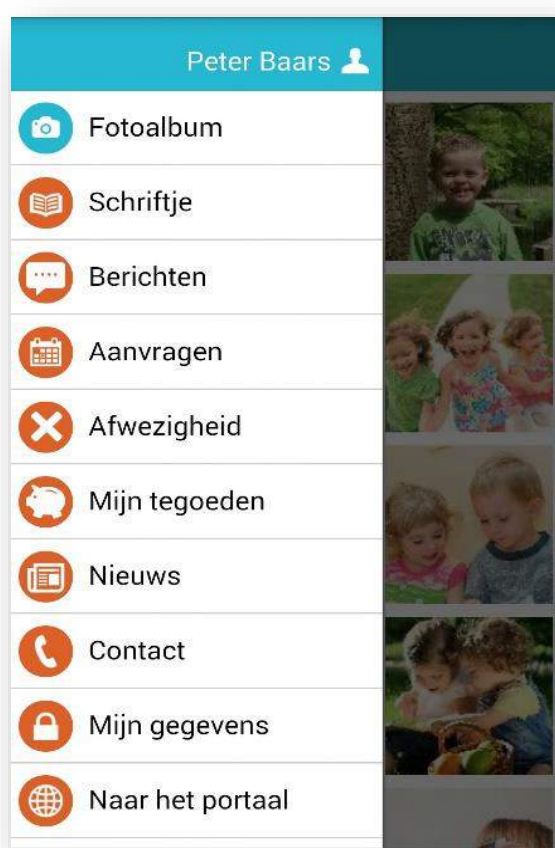 Peter Baars
Fotoalbum
Schriftje
Berichten
Aanvragen
Afwezigheid
Mijn tegoeden
Nieuws
Contact
Mijn gegevens
Naar het portaal